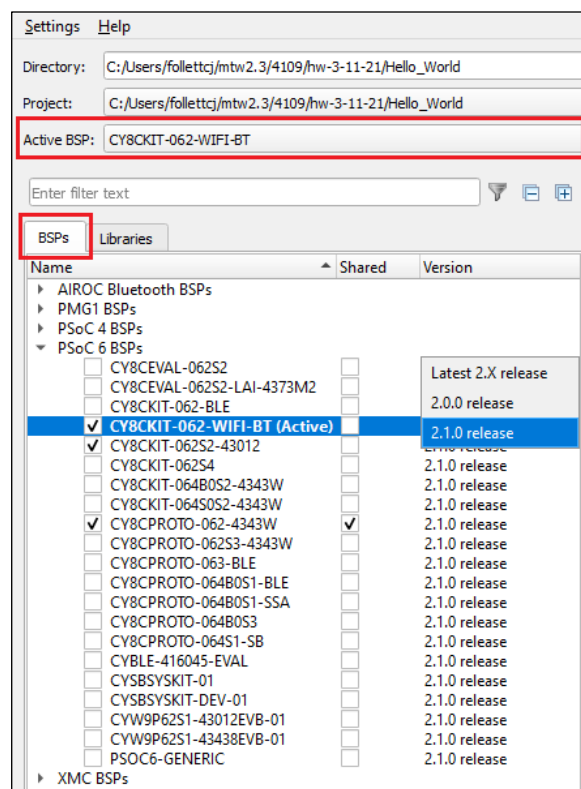 Settings Help
Directory: C:/Users/follettcj/mtw2.3/4109/hw-3-11-21/Hello_World
Project: C:/Users/follettcj/mtw2.3/4109/hw-3-11-21/Hello_World
Active BSP: CY8CKIT-062-WIFI-BT
Enter filter text
BSPs Libraries
Name Shared Version
AIROC Bluetooth BSPs
PMG1 BSPs
PSoC 4 BSPs
PSoC 6 BSPs
CY8CEVAL-062S2 Latest 2.X release
CY8CEVAL-062S2-LAI-4373M2
CY8CKIT-062-BLE 2.0.0 release
CY8CKIT-062-WIFI-BT (Active) 2.1.0 release
CY8CKIT-062S2-43012 2.1.0 release
CY8CKIT-062S4 2.1.0 release
CY8CKIT-064B0S2-4343W 2.1.0 release
CY8CKIT-064S0S2-4343W 2.1.0 release
CY8CPROTO-062-4343W 2.1.0 release
CY8CPROTO-062S3-4343W 2.1.0 release
CY8CPROTO-063-BLE 2.1.0 release
CY8CPROTO-064B0S1-BLE 2.1.0 release
CY8CPROTO-064B0S1-SSA 2.1.0 release
CY8CPROTO-064B0S3 2.1.0 release
CY8CPROTO-064S1-SB 2.1.0 release
CYBLE-416045-EVAL 2.1.0 release
CYSBSYSKIT-01 2.1.0 release
CYSBSYSKIT-DEV-01 2.1.0 release
CYW9P62S1-43012EVB-01 2.1.0 release
CYW9P62S1-43438EVB-01 2.1.0 release
PSOC6-GENERIC 2.1.0 release
XMC BSPs